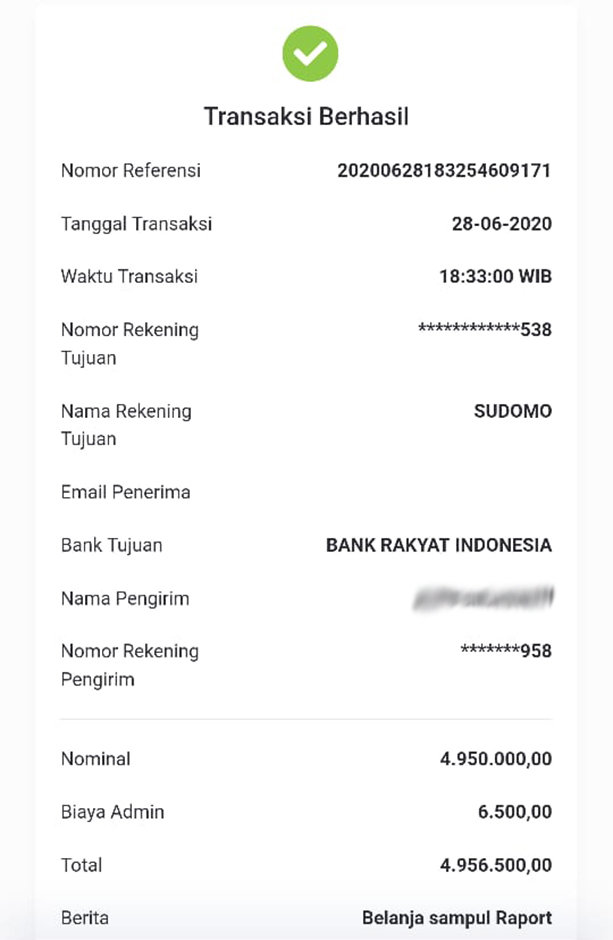 Transaksi Berhasil
Nomor Referensi 20200628183254609171
Tanggal Transaksi 28-06-2020
Waktu Transaksi 18:33:00 WIB
Nomor Rekening ************538
Tujuan
Nama Rekening SUDOMO
Tujuan
Email Penerima
Bank Tujuan BANK RAKYAT INDONESIA
Nama Pengirim
Nomor Rekening *******958
Pengirim
Nominal 4.950.000,00
Biaya Admin 6.500,00
Total 4.956.500,00
Berita Belanja sampul Raport